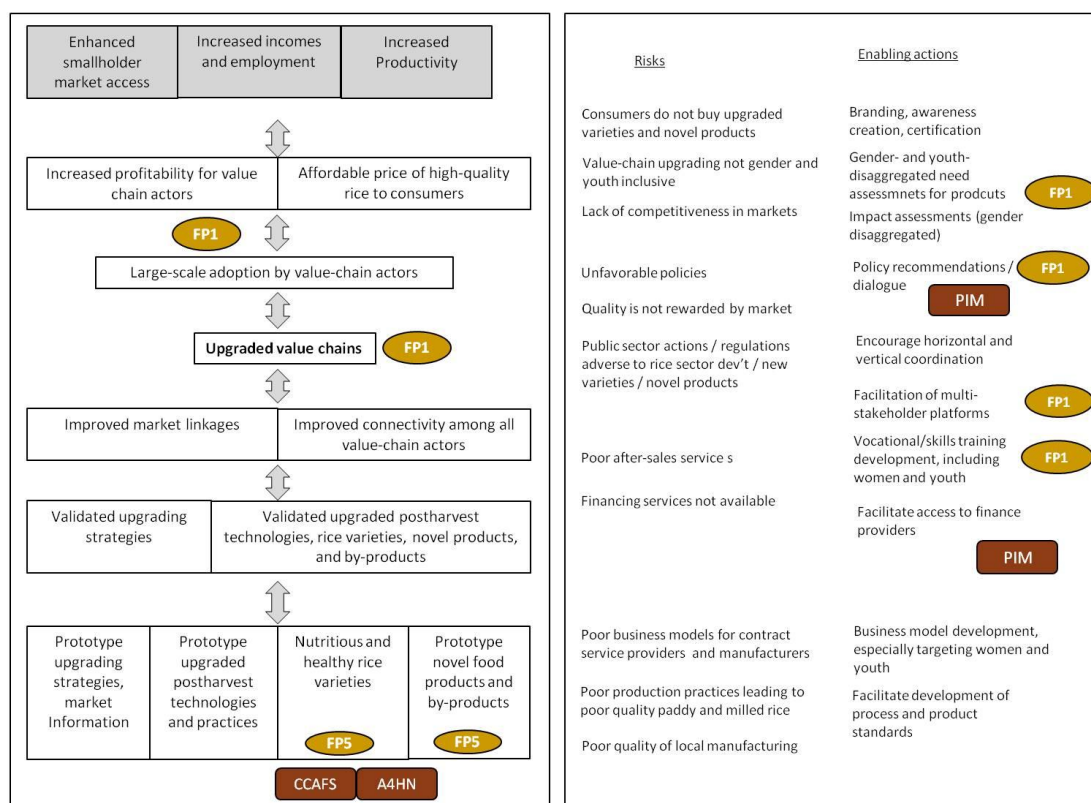 Enhanced
smallholder
market access
Increased incomes
and employment
Increased
Productivity
Increased profitability for value
chain actors
Affordable price of high-quality
rice to consumers
FP1
Large-scale adoption by value-chain actors
Upgraded value chains
FP1
Improved market linkages
Improved connectivity among all
value-chain actors
Validated upgrading
strategies
Validated upgraded postharvest
technologies, rice varieties, novel products,
and by-products
Prototype
upgrading
strategies,
market
Information
Prototype
upgraded
postharvest
technologies
and practices
Nutritious and
healthy rice
varieties
FP5
Prototype
novel food
products and
by-products
FP5
CCAFS
A4HN
Risks
Enabling actions
Consumers do not buy upgraded
varieties and novel products
Branding, awareness
creation, certification
Value-chain upgrading not gender and
youth inclusive
Gender- and youth-
disaggregated need
assessmnets for prodcuts
FP1
Lack of competitiveness in markets
Impact assessments (gender
disaggregated)
Unfavorable policies
Policy recommendations /
dialogue
FP1
PIM
Quality is not rewarded by market
Public sector actions / regulations
adverse to rice sector dev't / new
varieties / novel products
Encourage horizontal and
vertical coordination
Facilitation of multi-
stakeholder platforms
FP1
Poor after-sales service s
Vocational/skills training
development, including
women and youth
FP1
Financing services not available
Facilitate access to finance
providers
PIM
Poor business models for contract
service providers and manufacturers
Business model development,
especially targeting women and
youth
Poor production practices leading to
poor quality paddy and milled rice
Facilitate development of
process and product
standards
Poor quality of local manufacturing